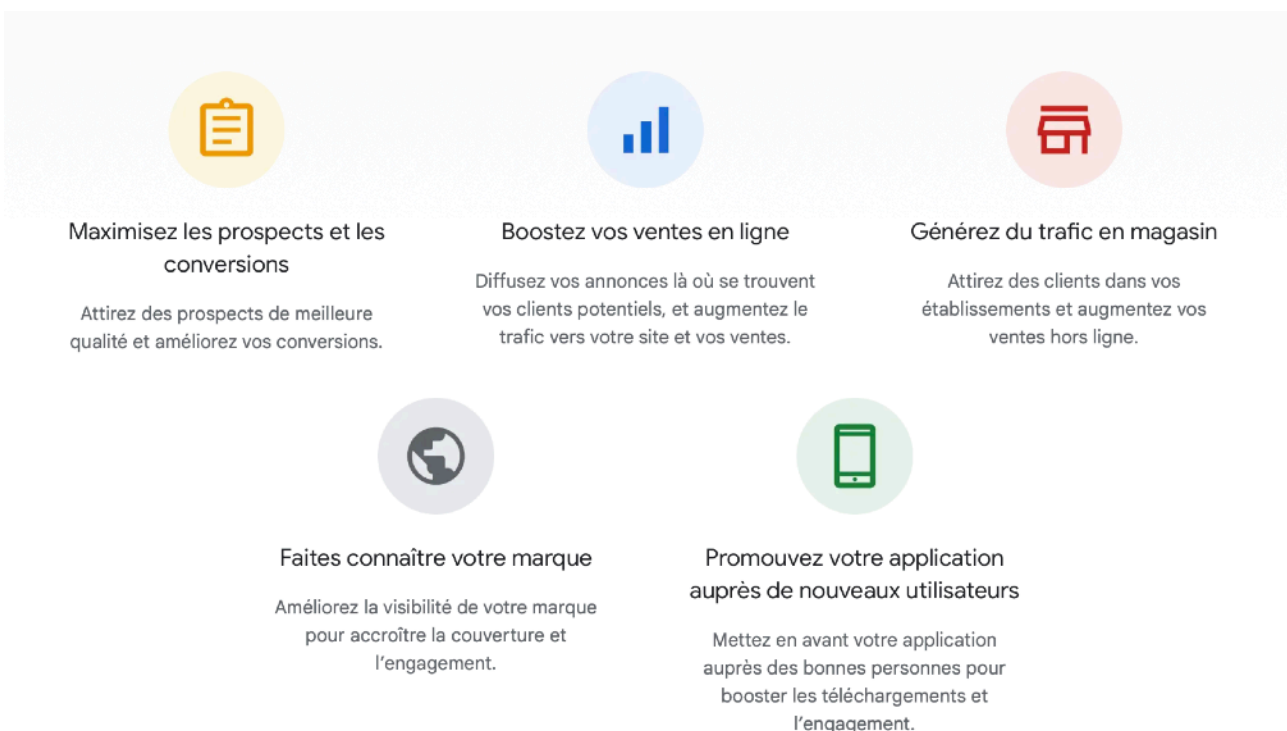 Maximisez les prospects et les
conversions
Attirez des prospects de meilleure
qualité et améliorez vos conversions.
Boostez vos ventes en ligne
Diffusez vos annonces là où se trouvent
vos clients potentiels, et augmentez le
trafic vers votre site et vos ventes.
Générez du trafic en magasin
Attirez des clients dans vos
établissements et augmentez vos
ventes hors ligne.
Faites connaître votre marque
Améliorez la visibilité de votre marque
pour accroître la couverture et
l'engagement.
Promouvez votre application
auprès de nouveaux utilisateurs
Mettez en avant votre application
auprès des bonnes personnes pour
booster les téléchargements et
l'engagement.